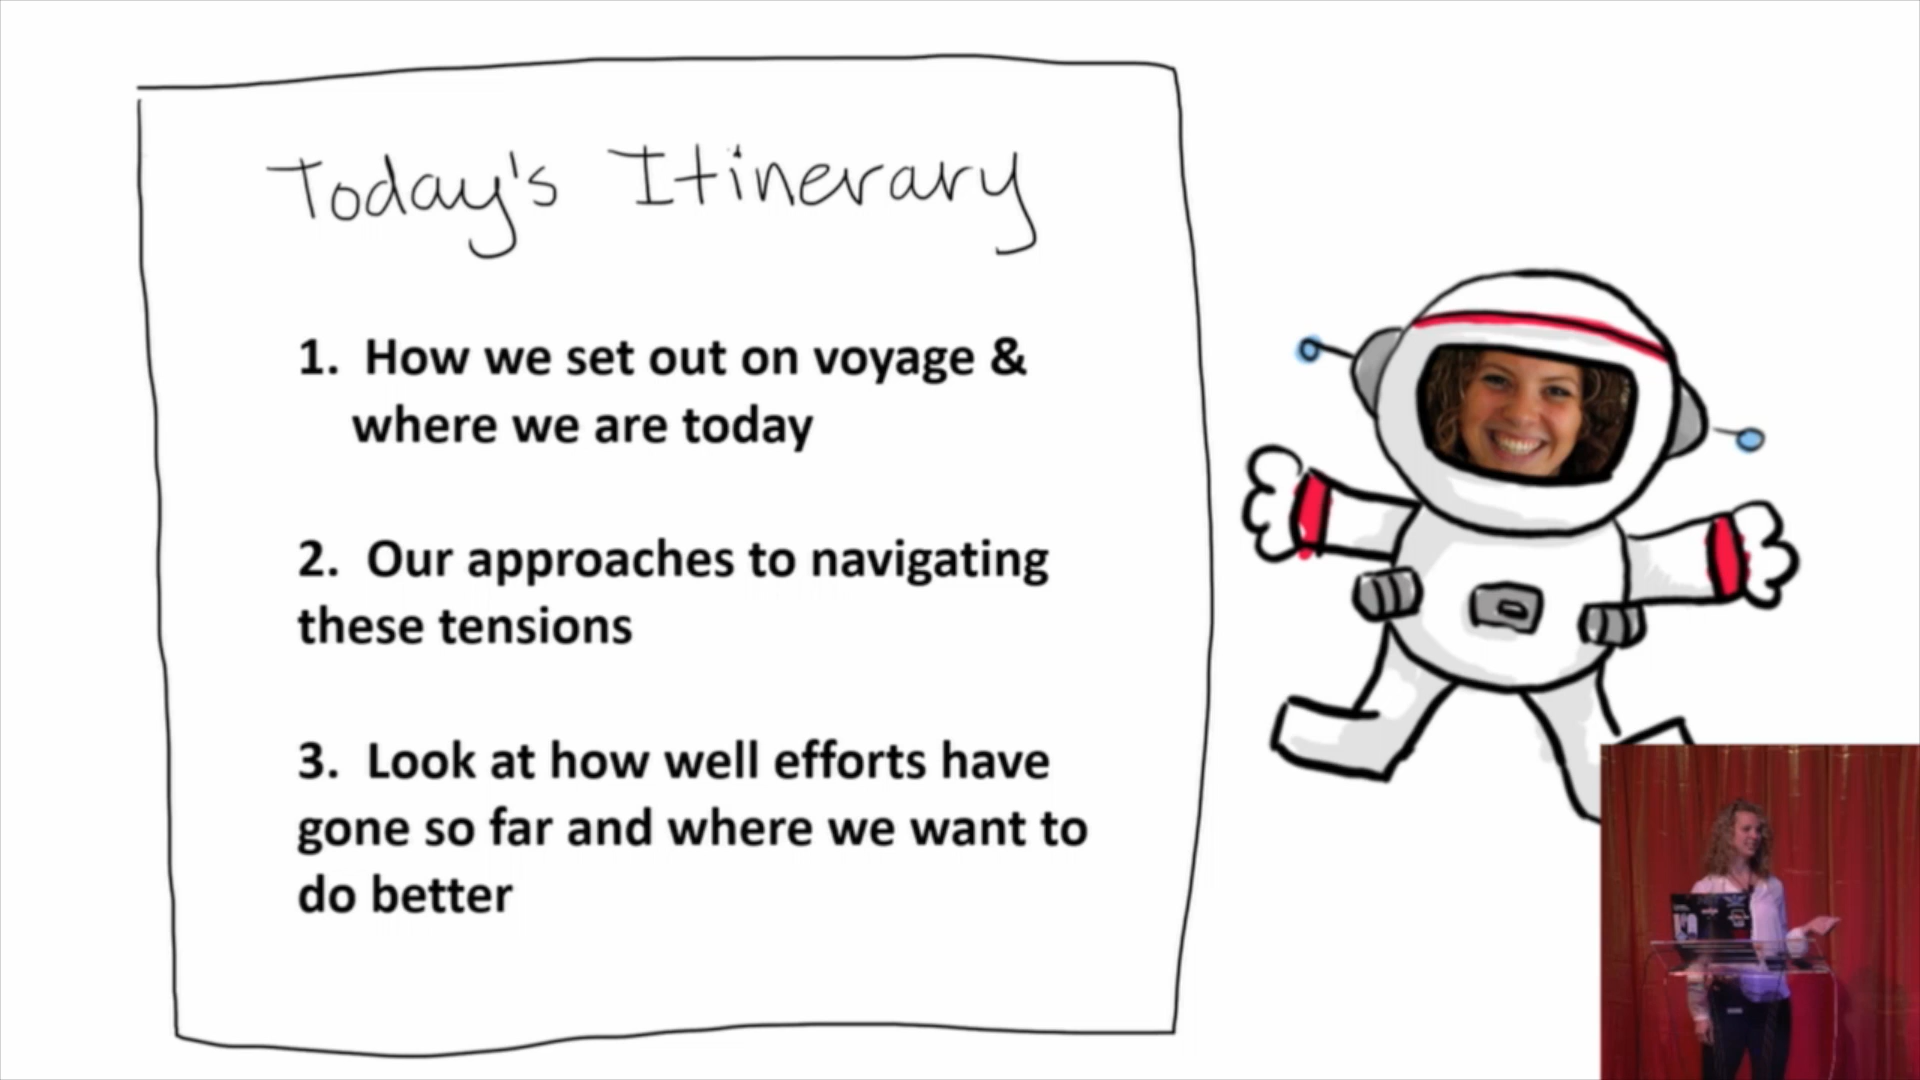 Today's Itinerary
1. How we set out on voyage &
where we are today
2. Our approaches to navigating
these tensions
3. Look at how well efforts have
gone so far and where we want to
do better